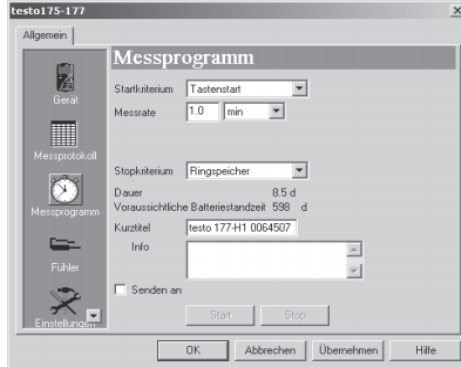 testo175-177
Allgemein
Gerät
Messprotokoll
Messprogramm
Fühler
Einstellungen
Messprogramm
Startkriterium Tastenstart
Messrate 1.0 min
Stopkriterium Ringspeicher
Dauer 8.5 d
Voraussichtliche Batteriestandzeit 598 d
Kurztitel testo 177-H1 0064507
Info
Senden an
Start Stop
OK Abbrechen Übernehmen Hilfe